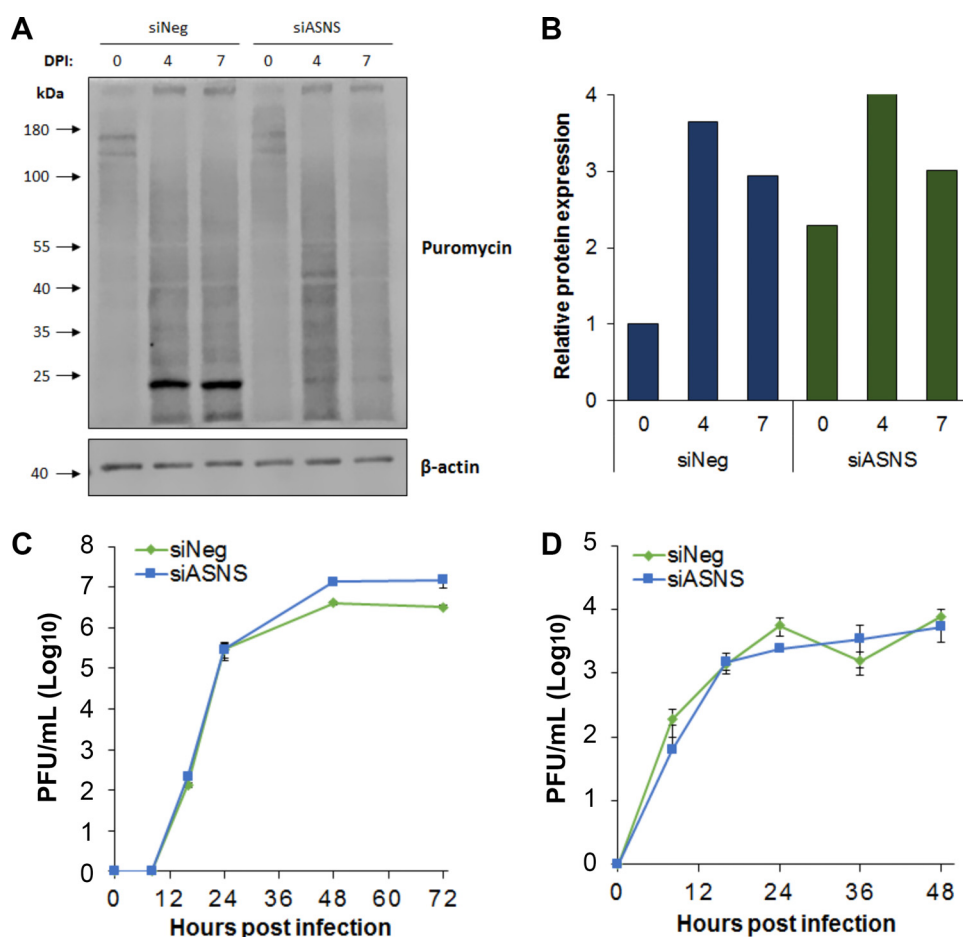 A
siNeg siASNS
DPI: 0 4 7 0 4 7
kDa
180
100
55
40
35
25
Puromycin
40
β-actin
B
Relative protein expression
4
3
2
1
0
0 4 7 0 4 7
siNeg siASNS
C
siNeg
siASNS
PFU/mL (Log10)
8
7
6
5
4
3
2
1
0
0 12 24 36 48 60 72
Hours post infection
D
siNeg
siASNS
PFU/mL (Log10)
5
4
3
2
1
0
0 12 24 36 48
Hours post infection